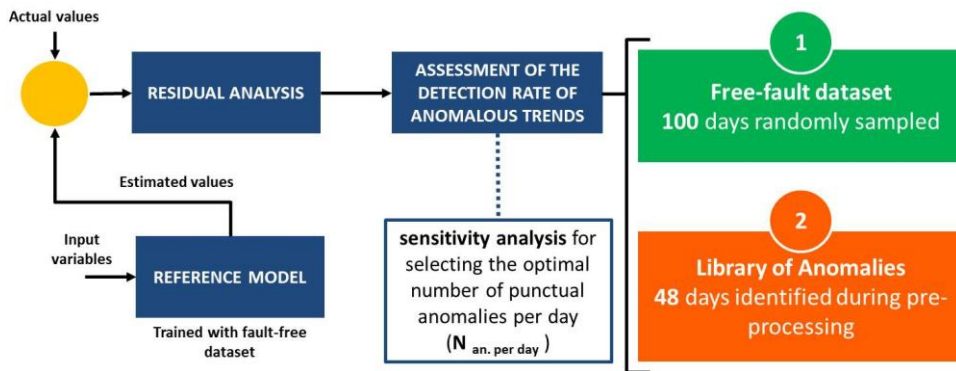 Actual values
RESIDUAL ANALYSIS
ASSESSMENT OF THE
DETECTION RATE OF
ANOMALOUS TRENDS
1
Free-fault dataset
100 days randomly sampled
Estimated values
Input
variables
REFERENCE MODEL
Trained with fault-free
dataset
sensitivity analysis for
selecting the optimal
number of punctual
anomalies per day
(N an. per day )
2
Library of Anomalies
48 days identified during pre-
processing